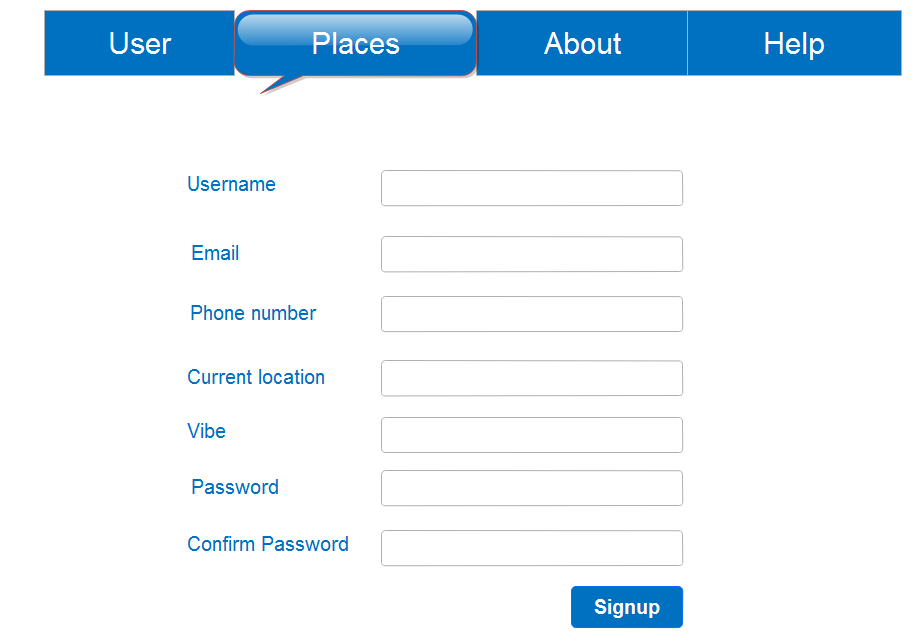 User Places About Help
Username
Email
Phone number
Current location
Vibe
Password
Confirm Password
Signup